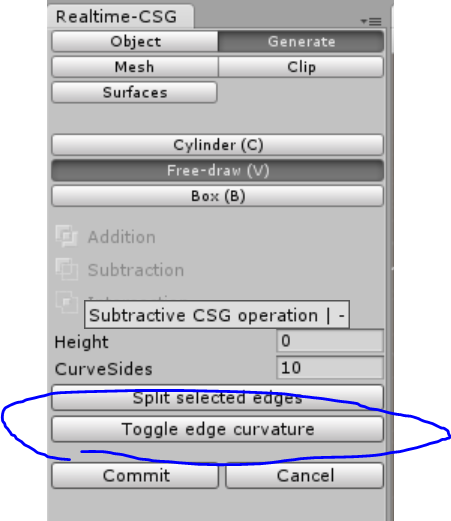 Realtime-CSG
Object Generate
Mesh Clip
Surfaces
Cylinder (C)
Free-draw (V)
Box (B)
Addition
Subtraction
Subtractive CSG operation | -
Height 0
CurveSides 10
Split selected edges
Toggle edge curvature
Commit Cancel